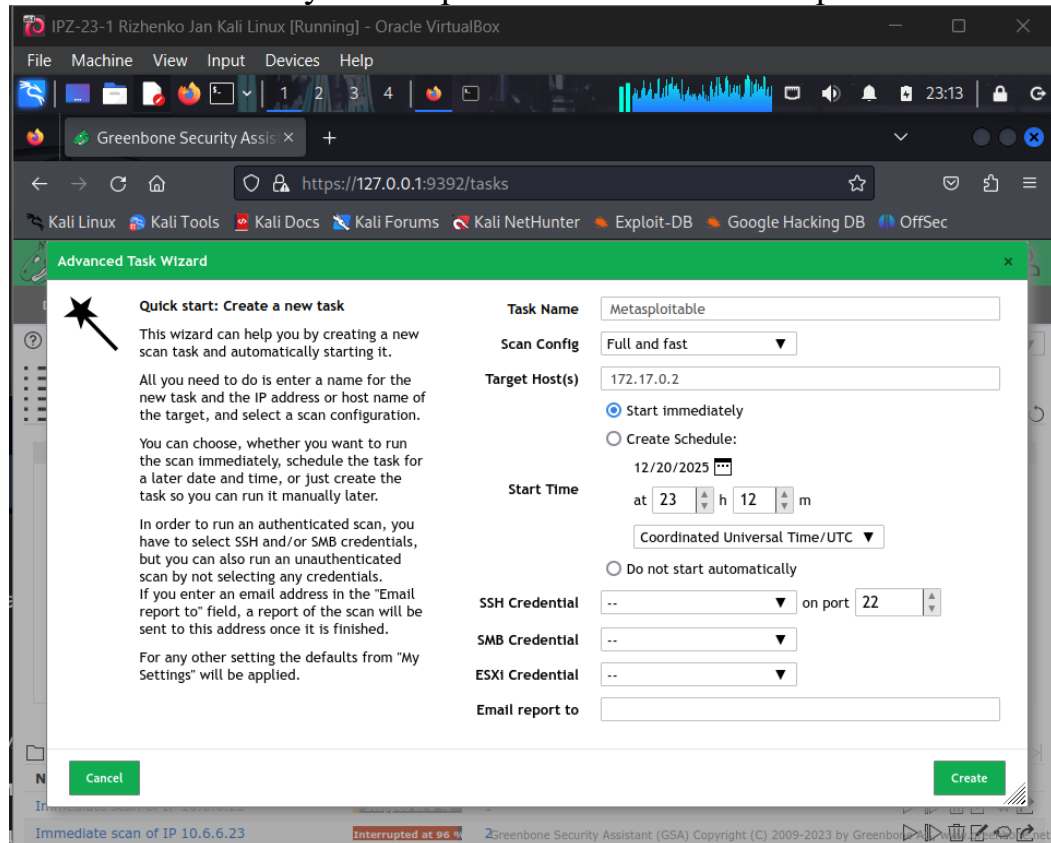 IPZ-23-1 Rizhenko Jan Kali Linux [Running] - Oracle VirtualBox
File Machine View Input Devices Help
1 2 3 4 23:13
Greenbone Security Assis
https://127.0.0.1:9392/tasks
Kali Linux Kali Tools Kali Docs Kali Forums Kali NetHunter Exploit-DB Google Hacking DB OffSec
Advanced Task Wizard
Quick start: Create a new task
This wizard can help you by creating a new
scan task and automatically starting it.
All you need to do is enter a name for the
new task and the IP address or host name of
the target, and select a scan configuration.
You can choose, whether you want to run
the scan immediately, schedule the task for
a later date and time, or just create the
task so you can run it manually later.
In order to run an authenticated scan, you
have to select SSH and/or SMB credentials,
but you can also run an unauthenticated
scan by not selecting any credentials.
If you enter an email address in the "Email
report to" field, a report of the scan will be
sent to this address once it is finished.
For any other setting the defaults from "My
Settings" will be applied.
Task Name Metasploitable
Scan Config Full and fast
Target Host(s) 172.17.0.2
Start immediately
Create Schedule:
12/20/2025
Start Time
at 23 h 12 m
Coordinated Universal Time/UTC
Do not start automatically
SSH Credential -- on port 22
SMB Credential --
ESXi Credential --
Email report to
Cancel Create
Immediate scan of IP 10.6.6.23 Interrupted at 96 % 2
Greenbone Security Assistant (GSA) Copyright (C) 2009-2023 by Greenbone